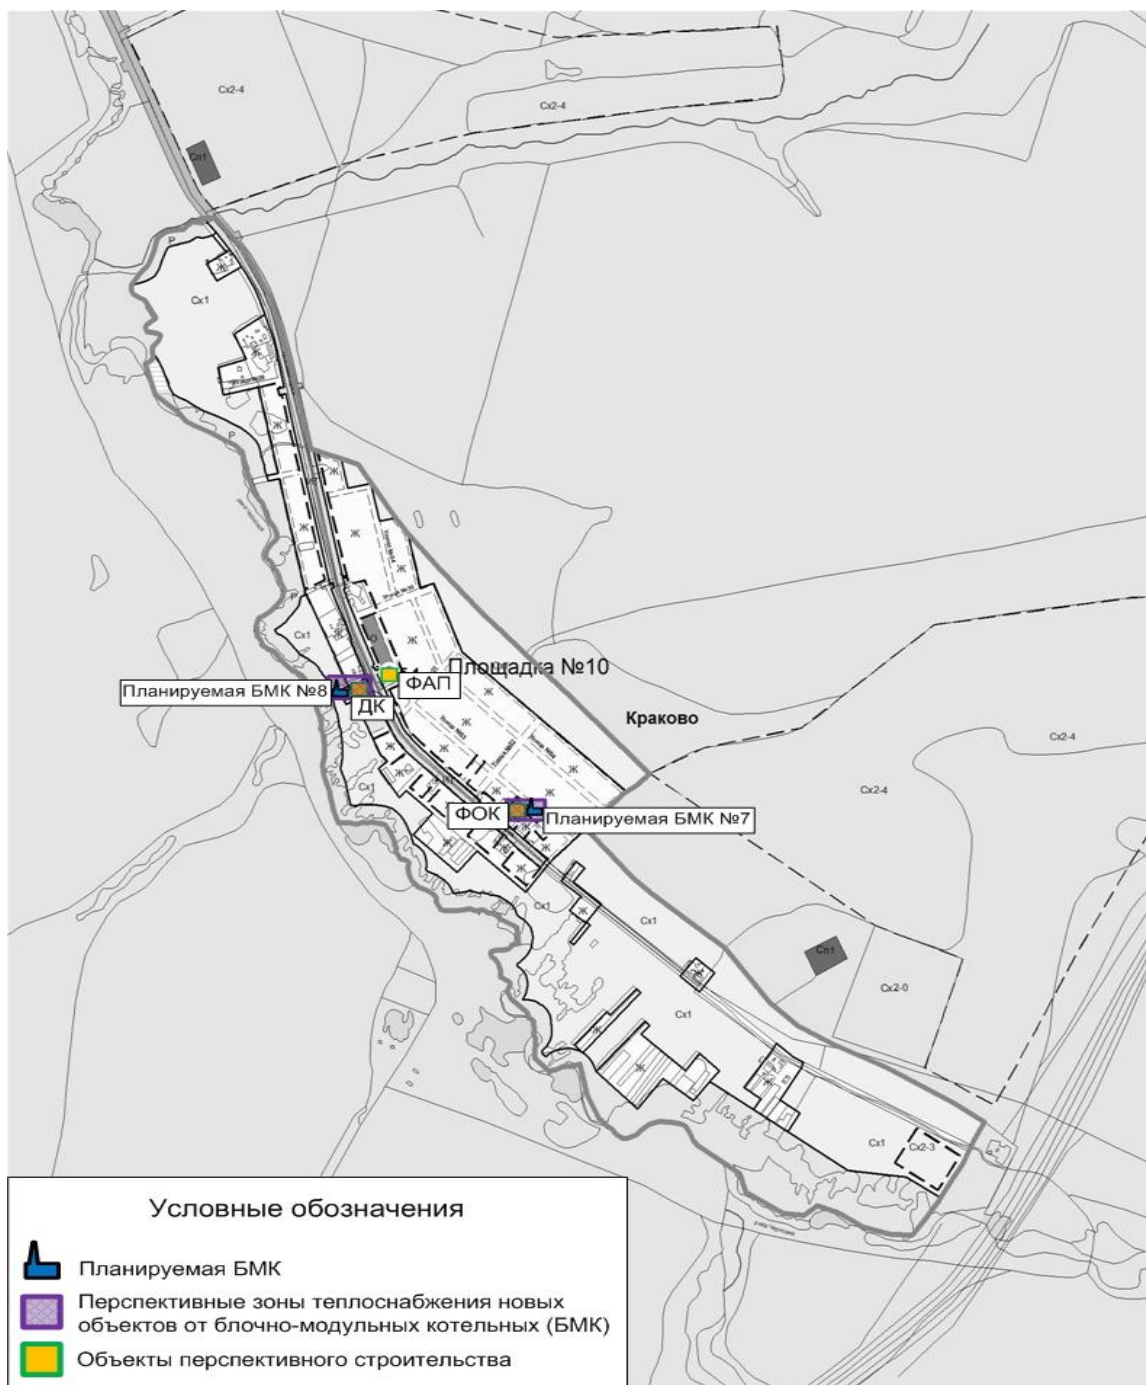 Сх2-4
Сх2-4
Сп1
Р
Ж
Сх1
Ж
Ж
Р
Ж
Ж
Ж
Ж
Р
Ж
Сх1
О
Ж
Площадка №10
ФАП
Планируемая БМК №8
ДК
Краково
Ж
Ж
Ж
Сх2-4
Ж
Ж
Ж
Сх1
Сх2-4
Ж
Ж
ФОК
Планируемая БМК №7
Ж
Ж
Ж
Ж
Сх1
Сх1
Ж
Сп1
Ж
Сх2-0
Сх1
Ж
Ж
Ж
Сх1
Сх2-3
Условные обозначения
Планируемая БМК
Перспективные зоны теплоснабжения новых
объектов от блочно-модульных котельных (БМК)
Объекты перспективного строительства